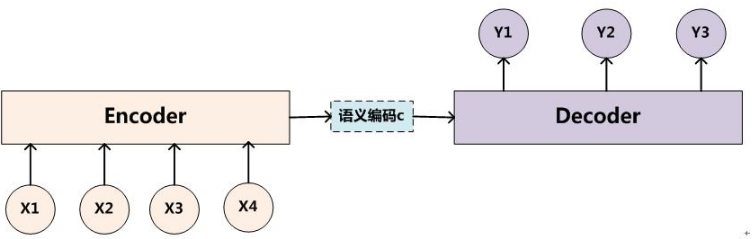 Y1 Y2 Y3
Encoder 语义编码c Decoder
X1 X2 X3 X4